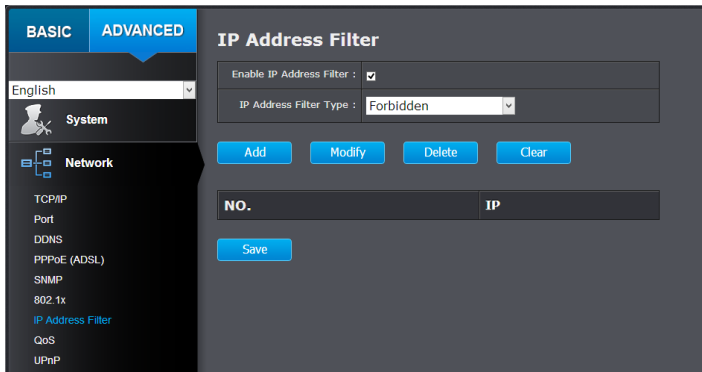 BASIC ADVANCED
English
System
Network
TCP/IP
Port
DDNS
PPPoE (ADSL)
SNMP
802.1x
IP Address Filter
QoS
UPnP
IP Address Filter
Enable IP Address Filter :
IP Address Filter Type : Forbidden
Add Modify Delete Clear
NO. IP
Save